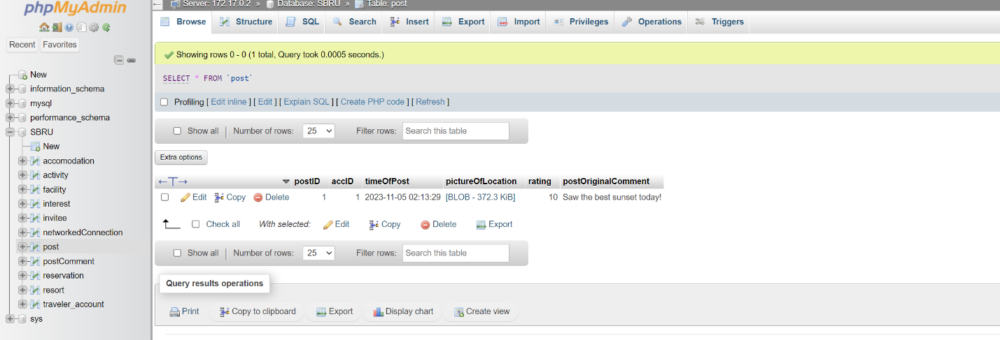 phpMyAdmin
Recent Favorites
New
information_schema
mysql
performance_schema
SBRU
New
accomodation
activity
facility
interest
invitee
networkedConnection
post
postComment
reservation
resort
traveler_account
sys
Server: 172.17.0.2 » Database: SBRU » Table: post
Browse Structure SQL Search Insert Export Import Privileges Operations Triggers
Showing rows 0 - 0 (1 total, Query took 0.0005 seconds.)
SELECT * FROM `post`
Profiling [ Edit inline ] [ Edit ] [ Explain SQL ] [ Create PHP code ] [ Refresh ]
Show all | Number of rows: 25 Filter rows: Search this table
Extra options
←T→ postID accID timeOfPost pictureOfLocation rating postOriginalComment
Edit Copy Delete 1 1 2023-11-05 02:13:29 [BLOB - 372.3 KiB] 10 Saw the best sunset today!
Check all With selected: Edit Copy Delete Export
Show all | Number of rows: 25 Filter rows: Search this table
Query results operations
Print Copy to clipboard Export Display chart Create view